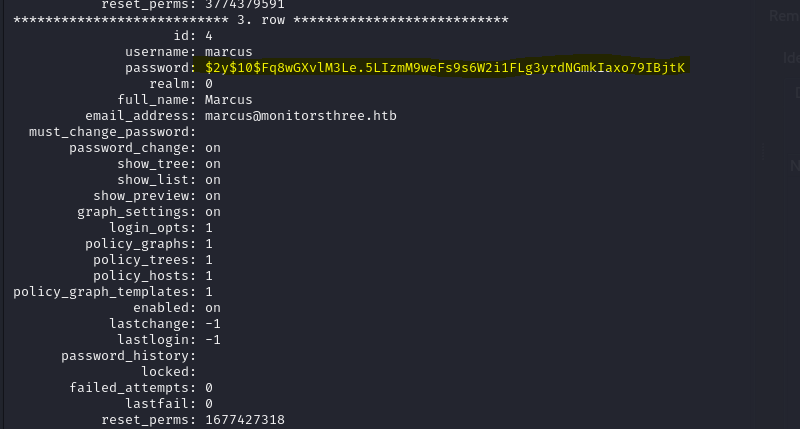 reset_perms: 3774379591
*************************** 3. row ***************************
id: 4
username: marcus
password: $2y$10$Fq8wGXvlM3Le.5LIzmM9weFs9s6W2i1FLg3yrdNGmkIaxo79IBjtK
realm: 0
full_name: Marcus
email_address: marcus@monitorsthree.htb
must_change_password:
password_change: on
show_tree: on
show_list: on
show_preview: on
graph_settings: on
login_opts: 1
policy_graphs: 1
policy_trees: 1
policy_hosts: 1
policy_graph_templates: 1
enabled: on
lastchange: -1
lastlogin: -1
password_history:
locked:
failed_attempts: 0
lastfail: 0
reset_perms: 1677427318